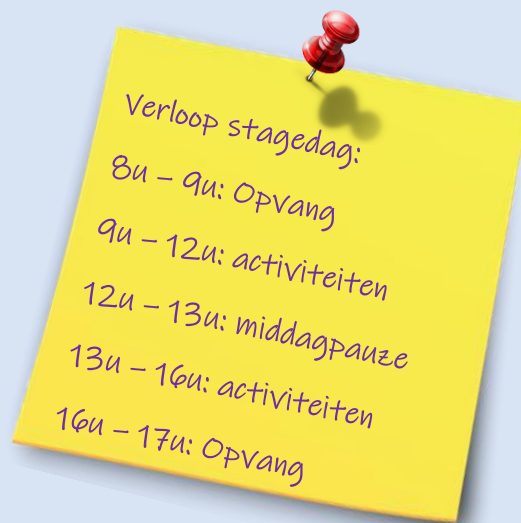 Verloop stagedag:
8u – 9u: Opvang
9u – 12u: activiteiten
12u – 13u: middagpauze
13u – 16u: activiteiten
16u – 17u: Opvang